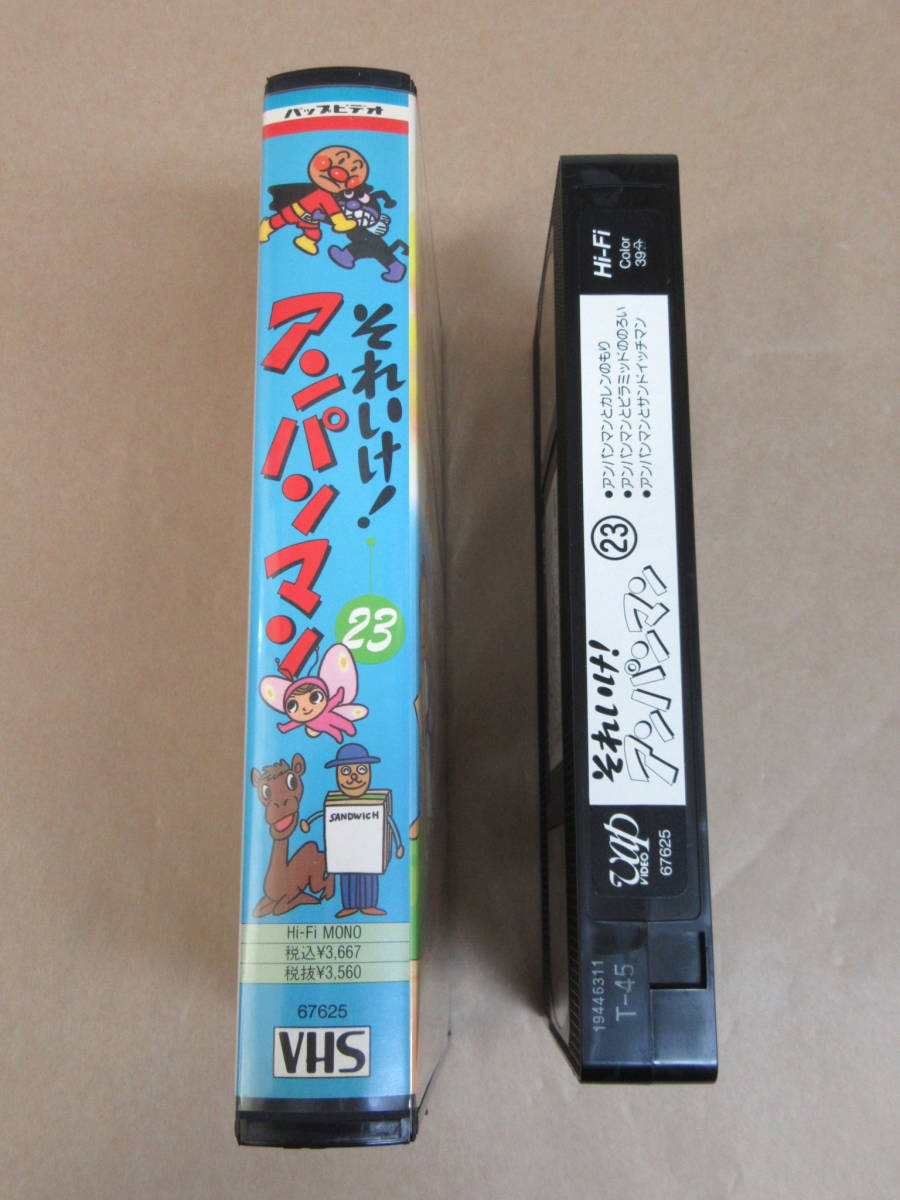 バップビデオ
それいけ!
アンパンマン
23
SANDWICH
Hi-Fi MONO
税込¥3,667
税抜¥3,560
67625
VHS
Hi-Fi
Color
39分
●アンパンマンとカレンのもり
●アンパンマンとピラミッドののろい
●アンパンマンとサンドイッチマン
23
それいけ!
アンパンマン
vap
VIDEO
67625
19446311
T-45